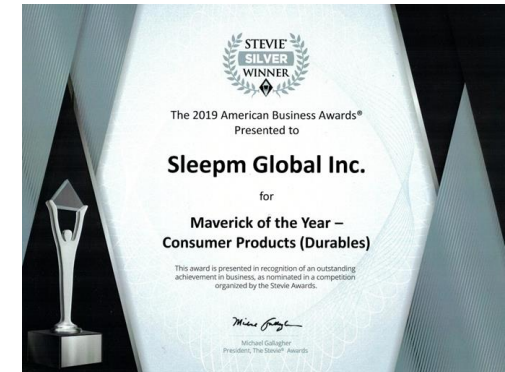 STEVIE®
SILVER
WINNER
The 2019 American Business Awards®
Presented to
Sleepm Global Inc.
for
Maverick of the Year –
Consumer Products (Durables)
This award is presented in recognition of an outstanding
achievement in business, as nominated in a competition
organized by the Stevie Awards.
Michael Gallagher
President, The Stevie® Awards